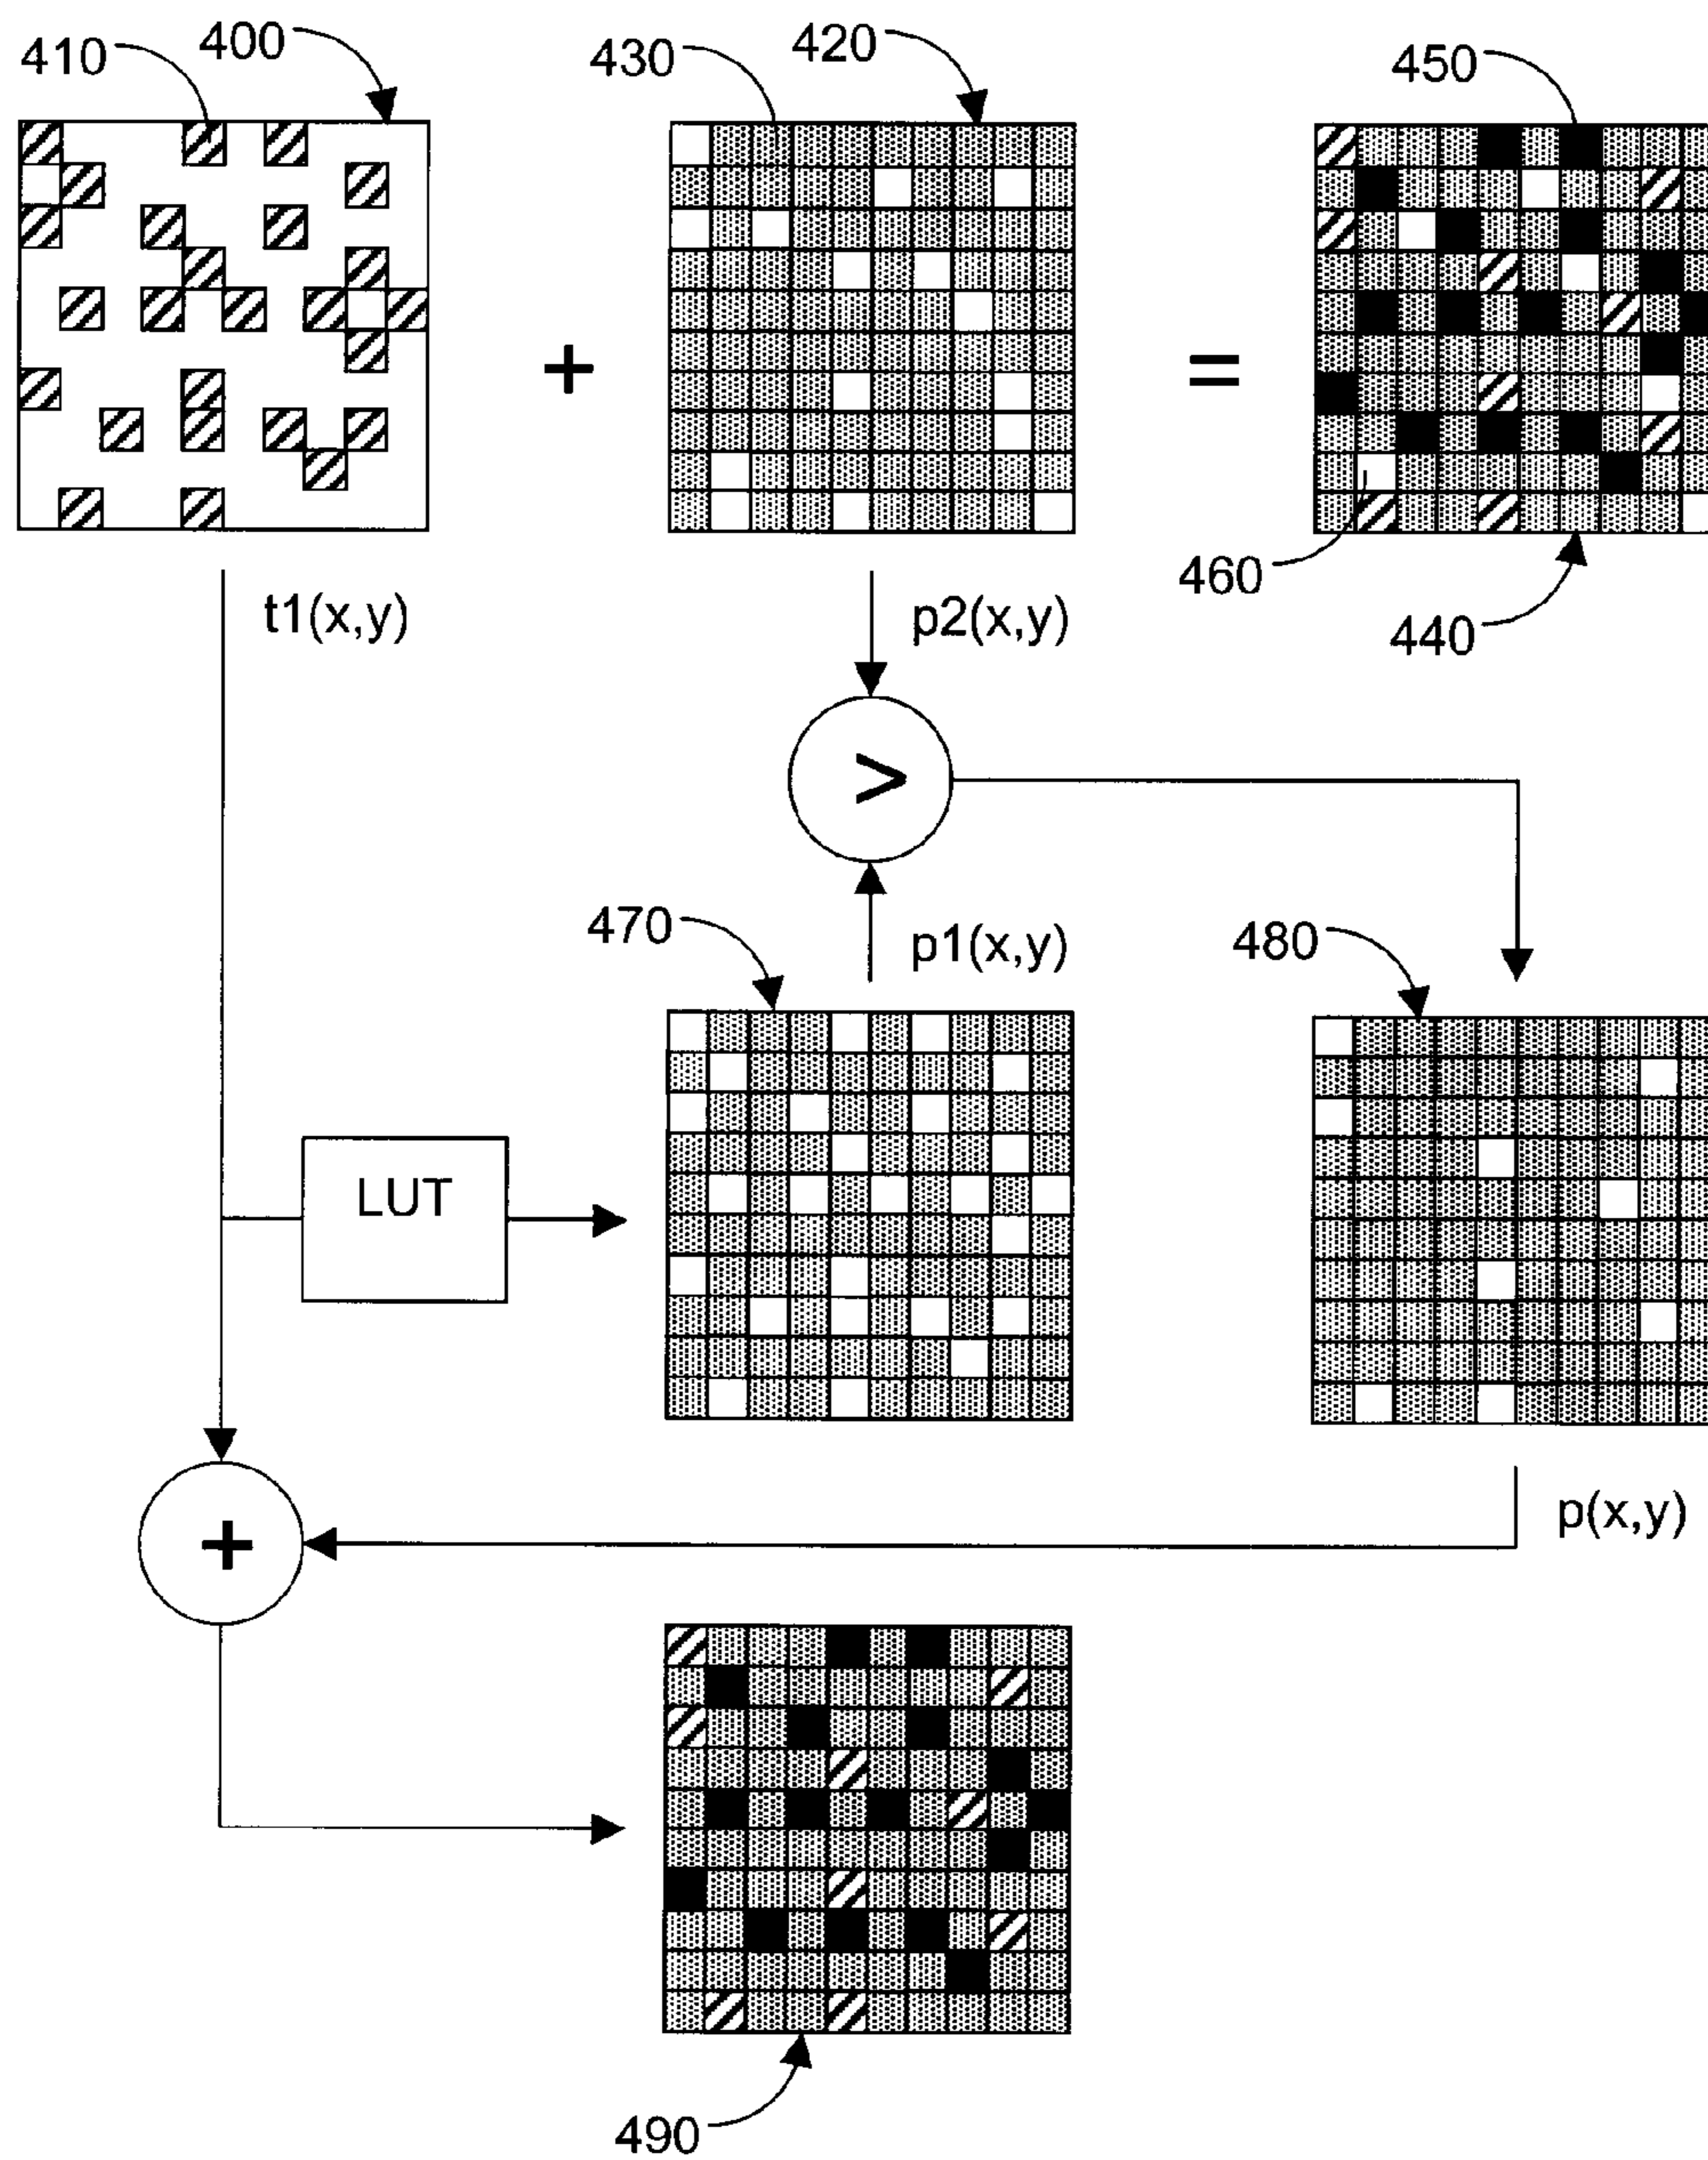 410 400 430 420 450
+ =
460
440
t1(x,y) p2(x,y)
>
470 p1(x,y) 480
LUT
+ p(x,y)
490